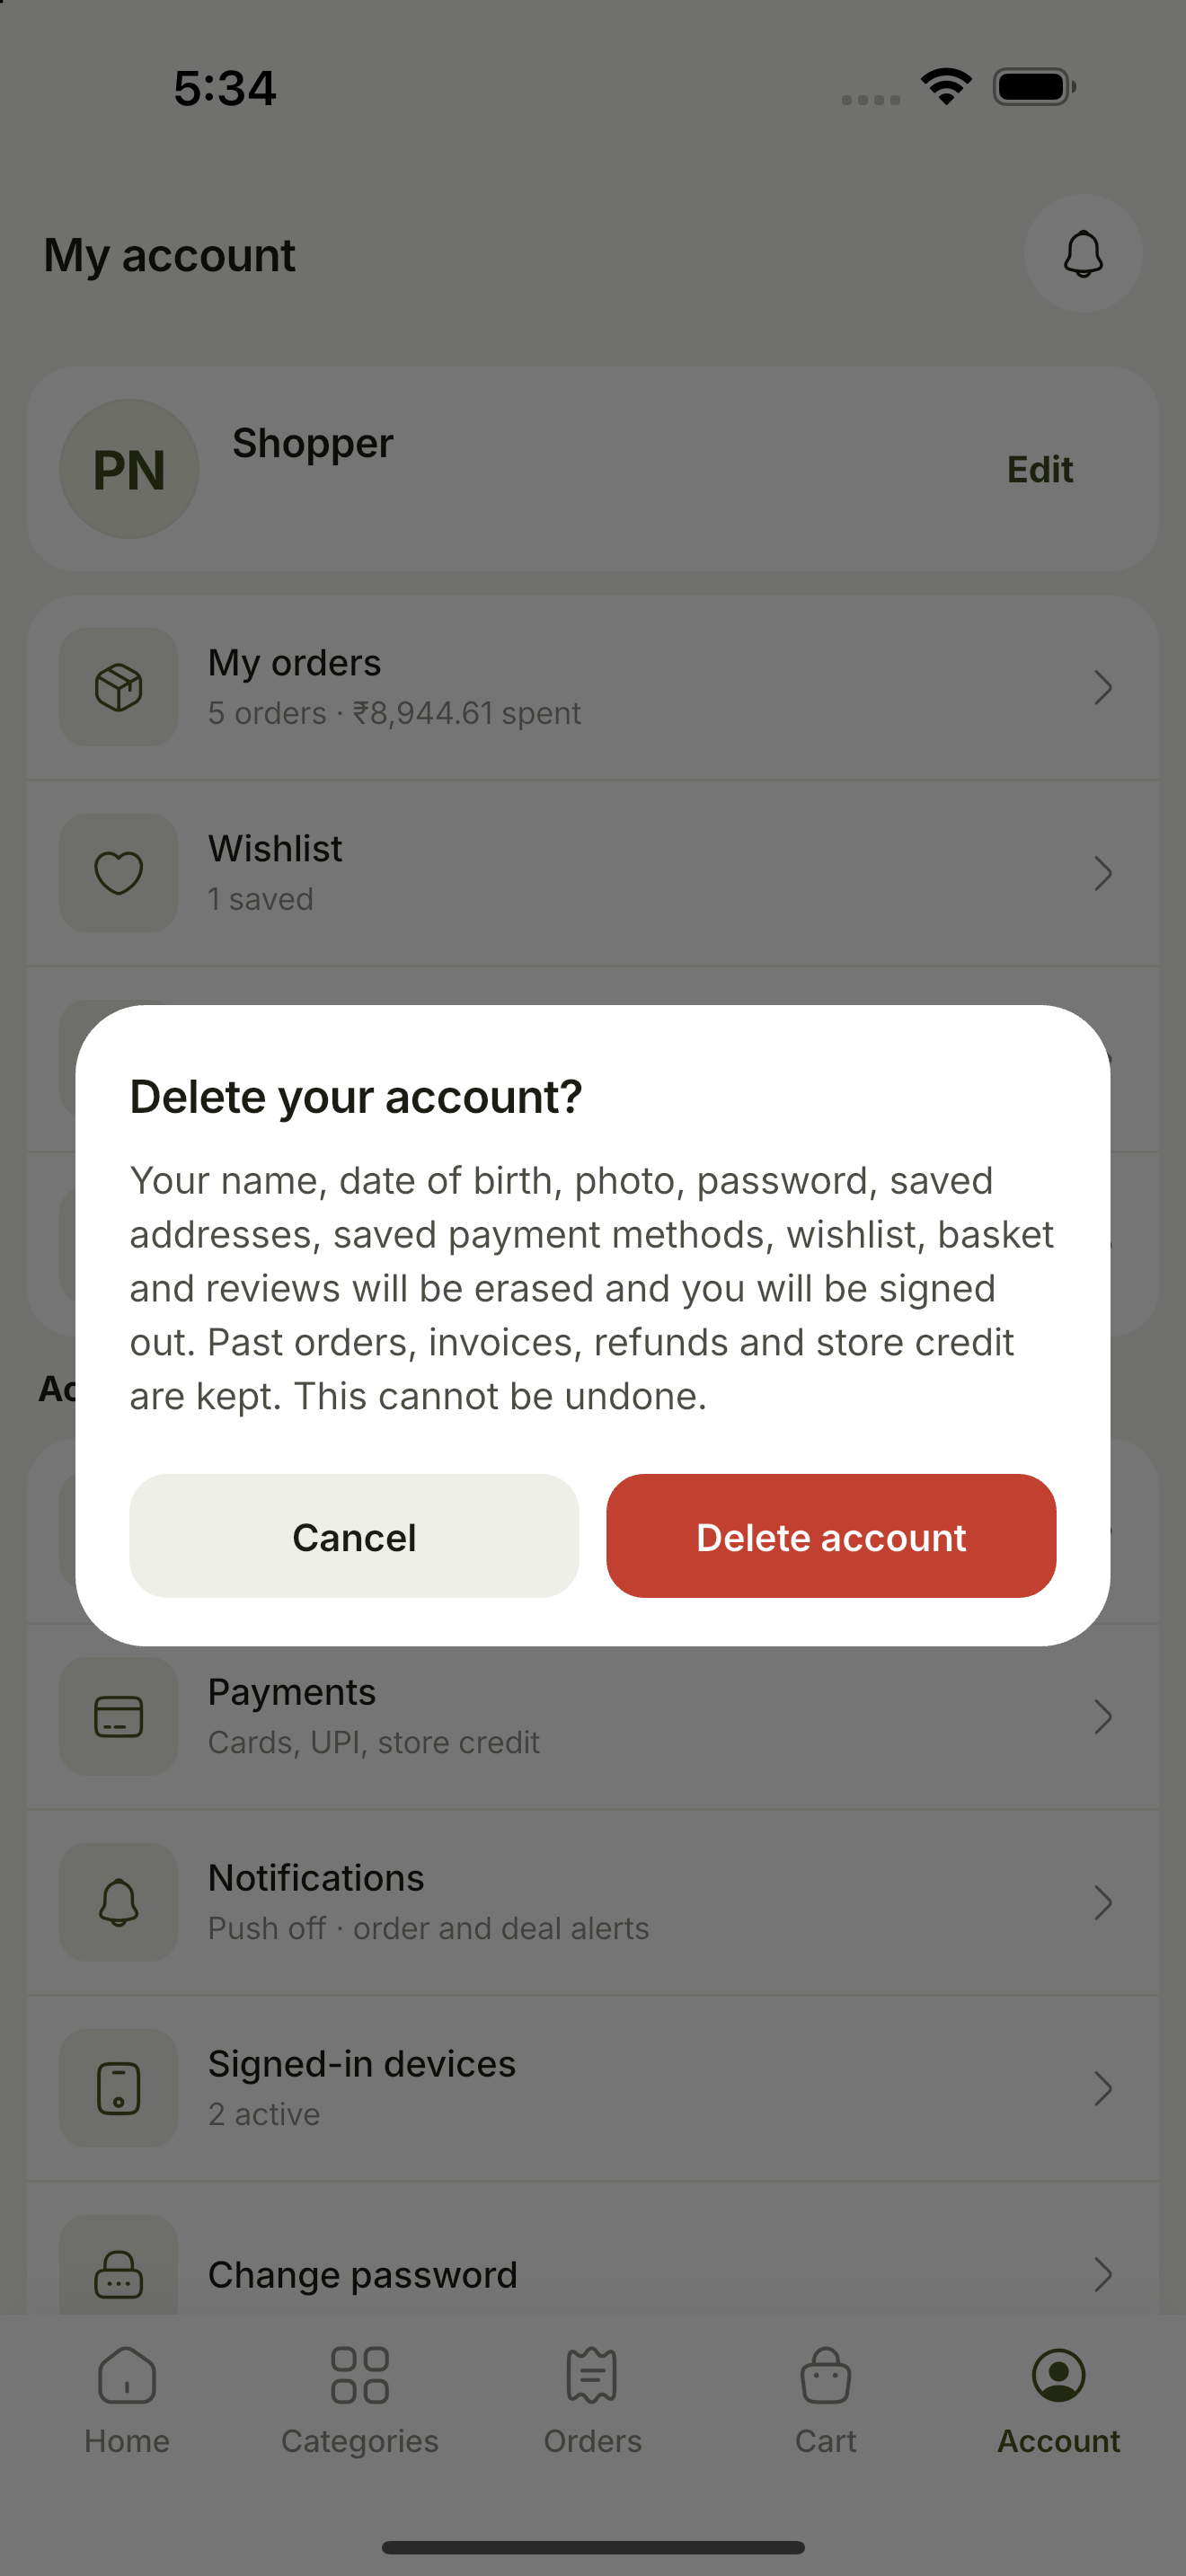 5:34
My account
PN
Shopper
Edit
My orders
5 orders · ₹8,944.61 spent
Wishlist
1 saved
Delete your account?
Your name, date of birth, photo, password, saved
addresses, saved payment methods, wishlist, basket
and reviews will be erased and you will be signed
out. Past orders, invoices, refunds and store credit
are kept. This cannot be undone.
Cancel
Delete account
Payments
Cards, UPI, store credit
Notifications
Push off · order and deal alerts
Signed-in devices
2 active
Change password
Home
Categories
Orders
Cart
Account